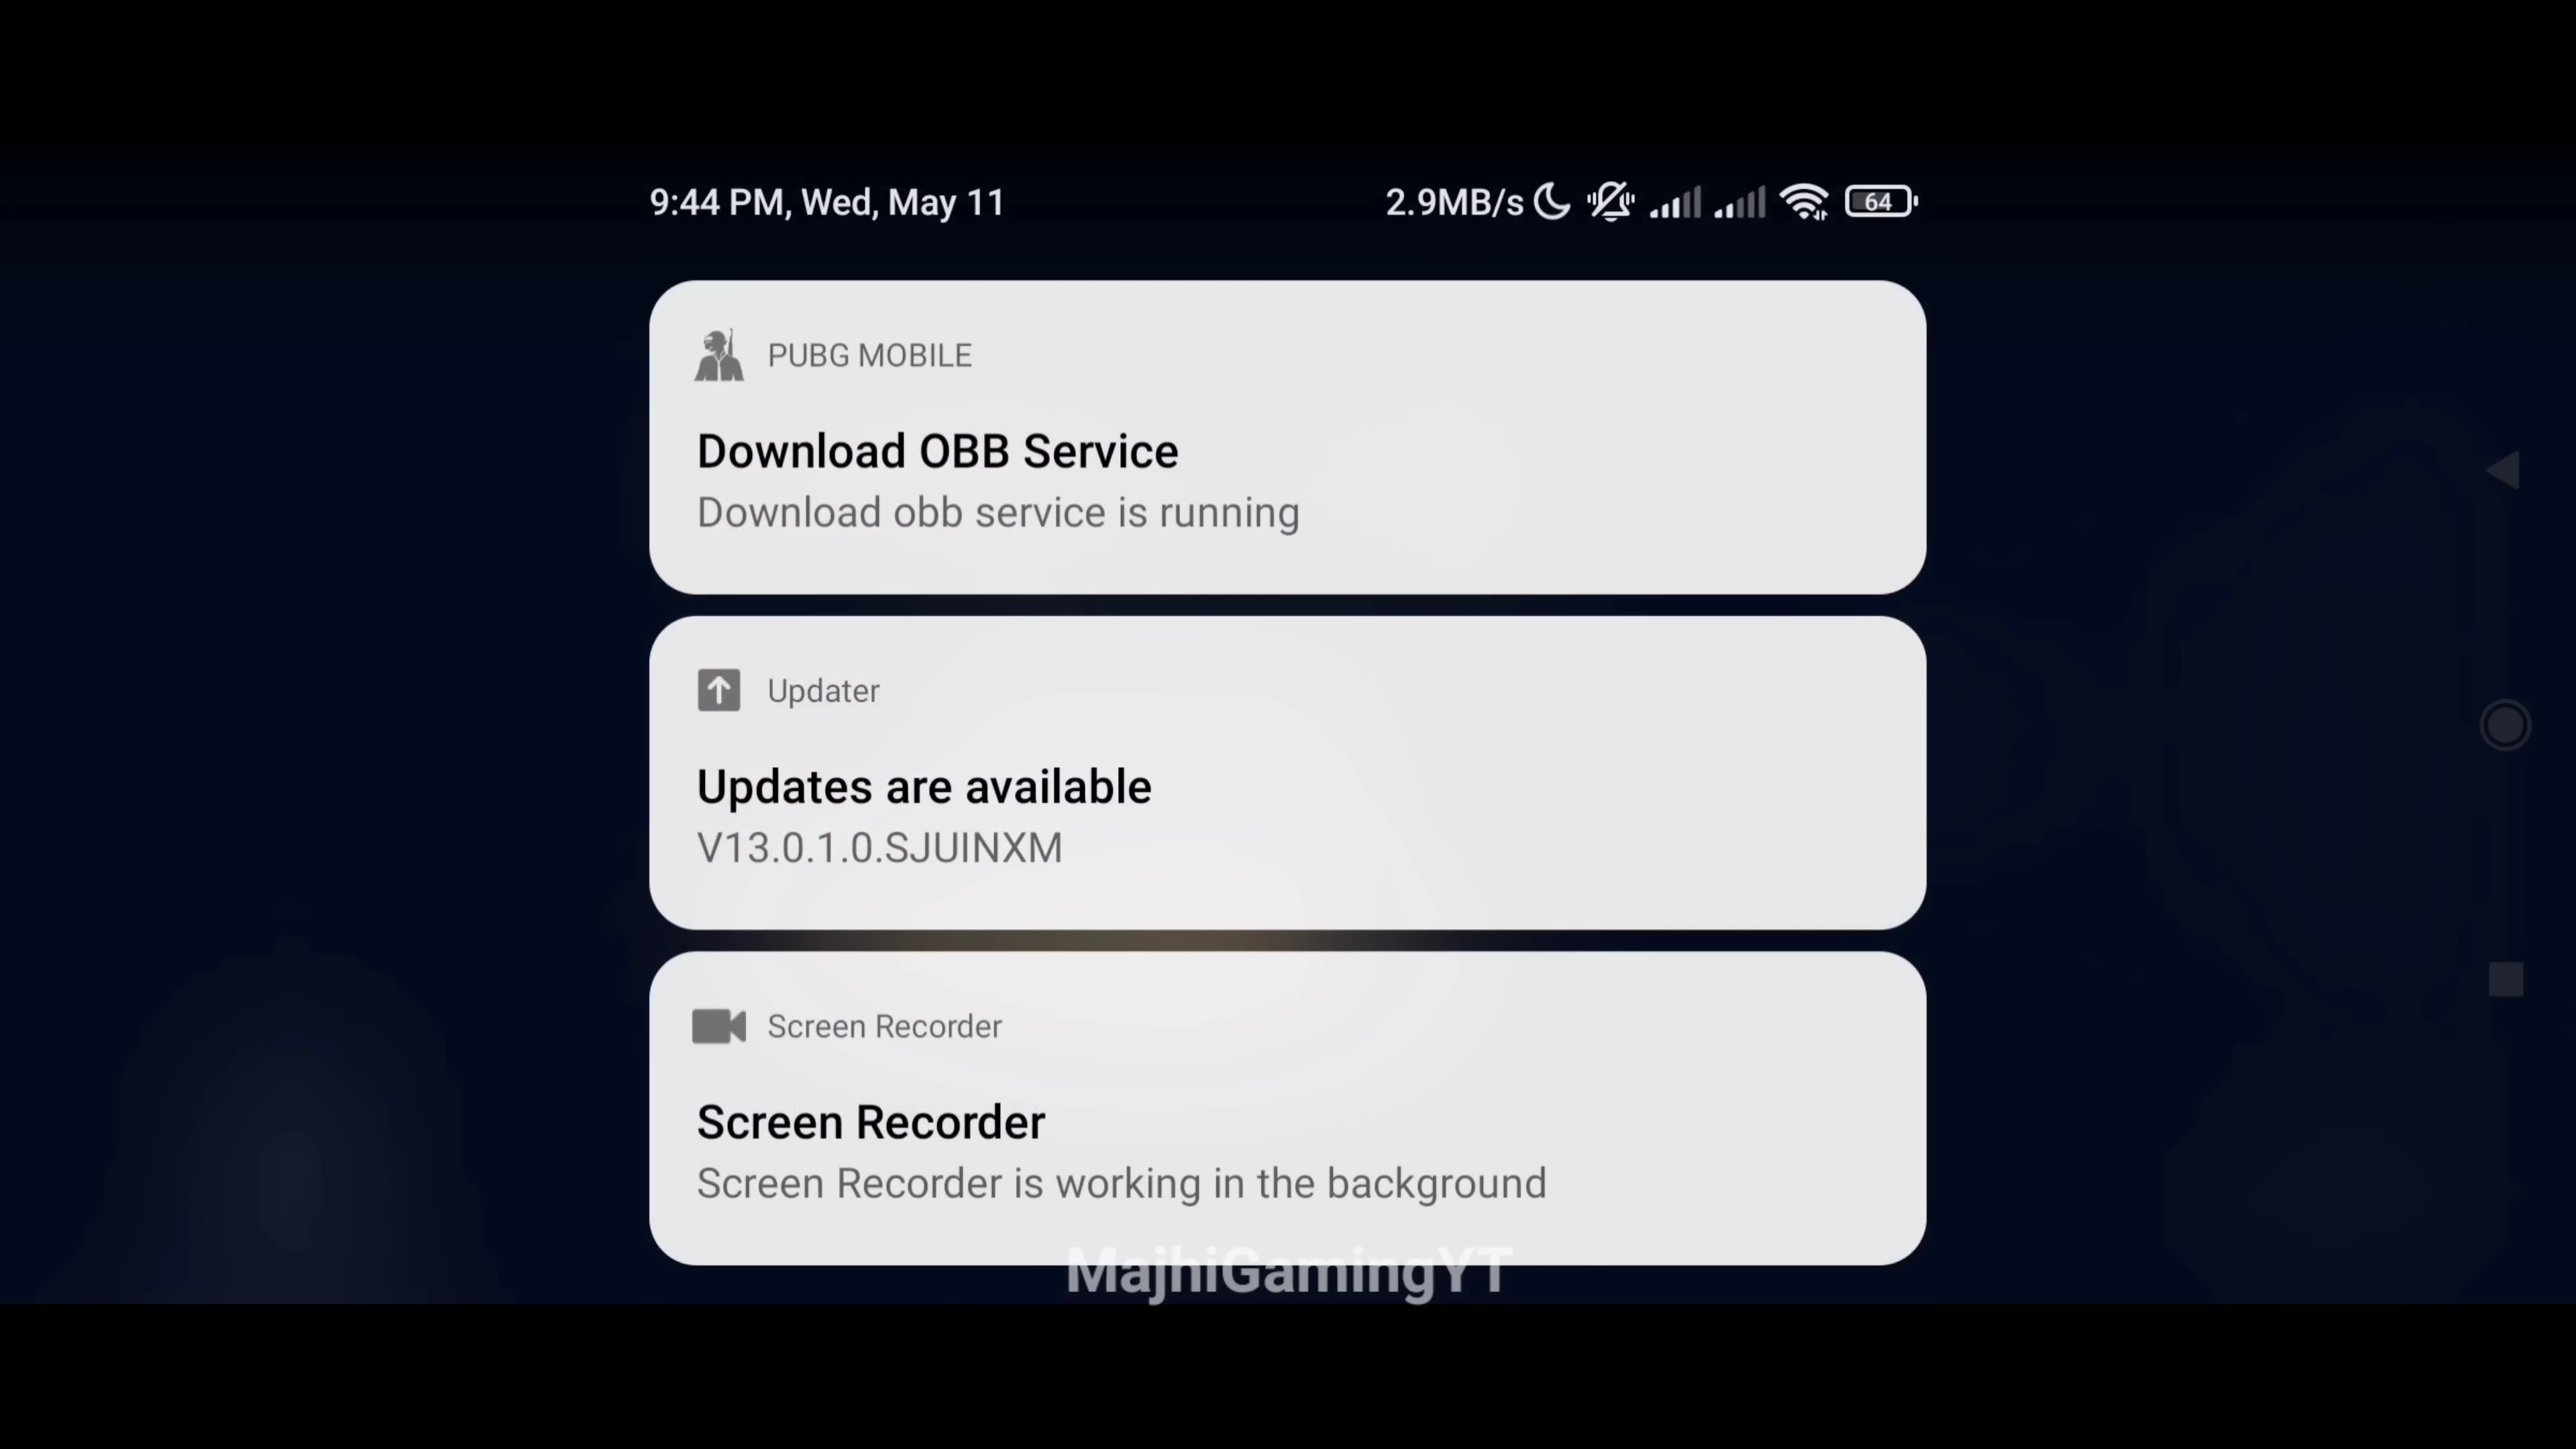 9:44 PM, Wed, May 11 2.9MB/s 64
PUBG MOBILE
Download OBB Service
Download obb service is running
Updater
Updates are available
V13.0.1.0.SJUINXM
Screen Recorder
Screen Recorder
Screen Recorder is working in the background
MajhiGamingYT